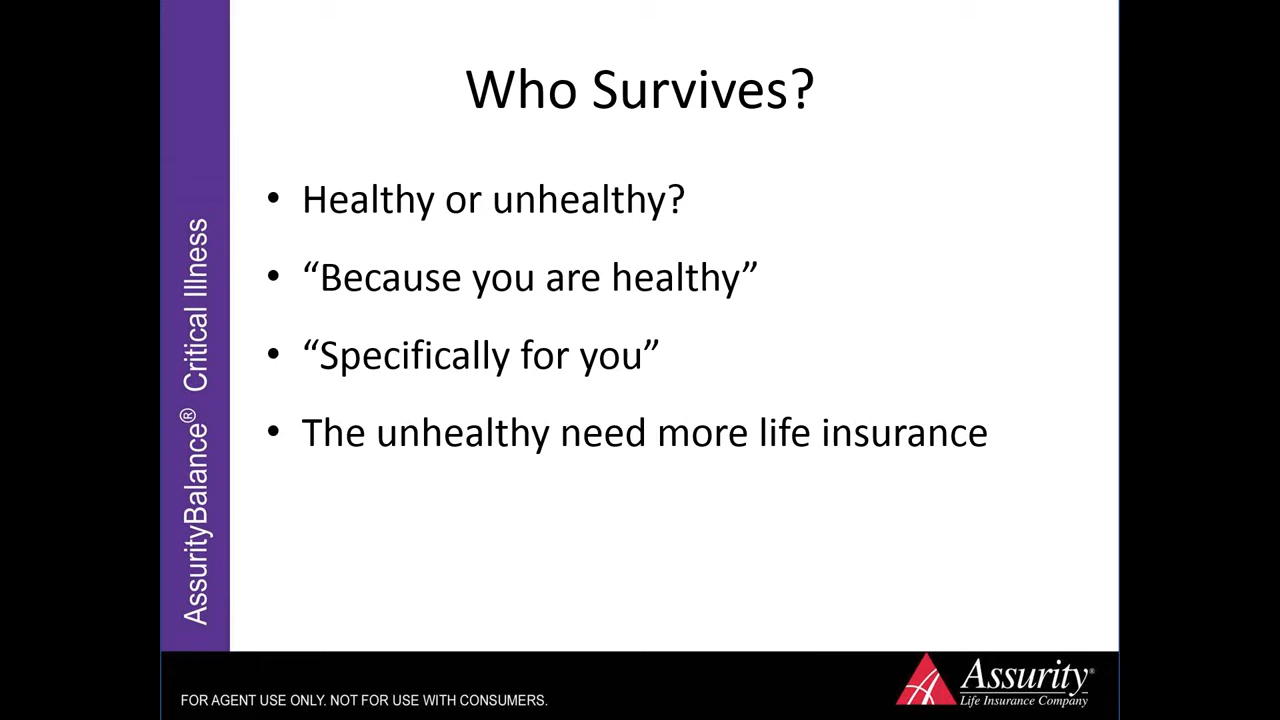 Who Survives?
• Healthy or unhealthy?
• “Because you are healthy”
• “Specifically for you”
• The unhealthy need more life insurance
AssurityBalance® Critical Illness
FOR AGENT USE ONLY. NOT FOR USE WITH CONSUMERS.
Assurity®
Life Insurance Company